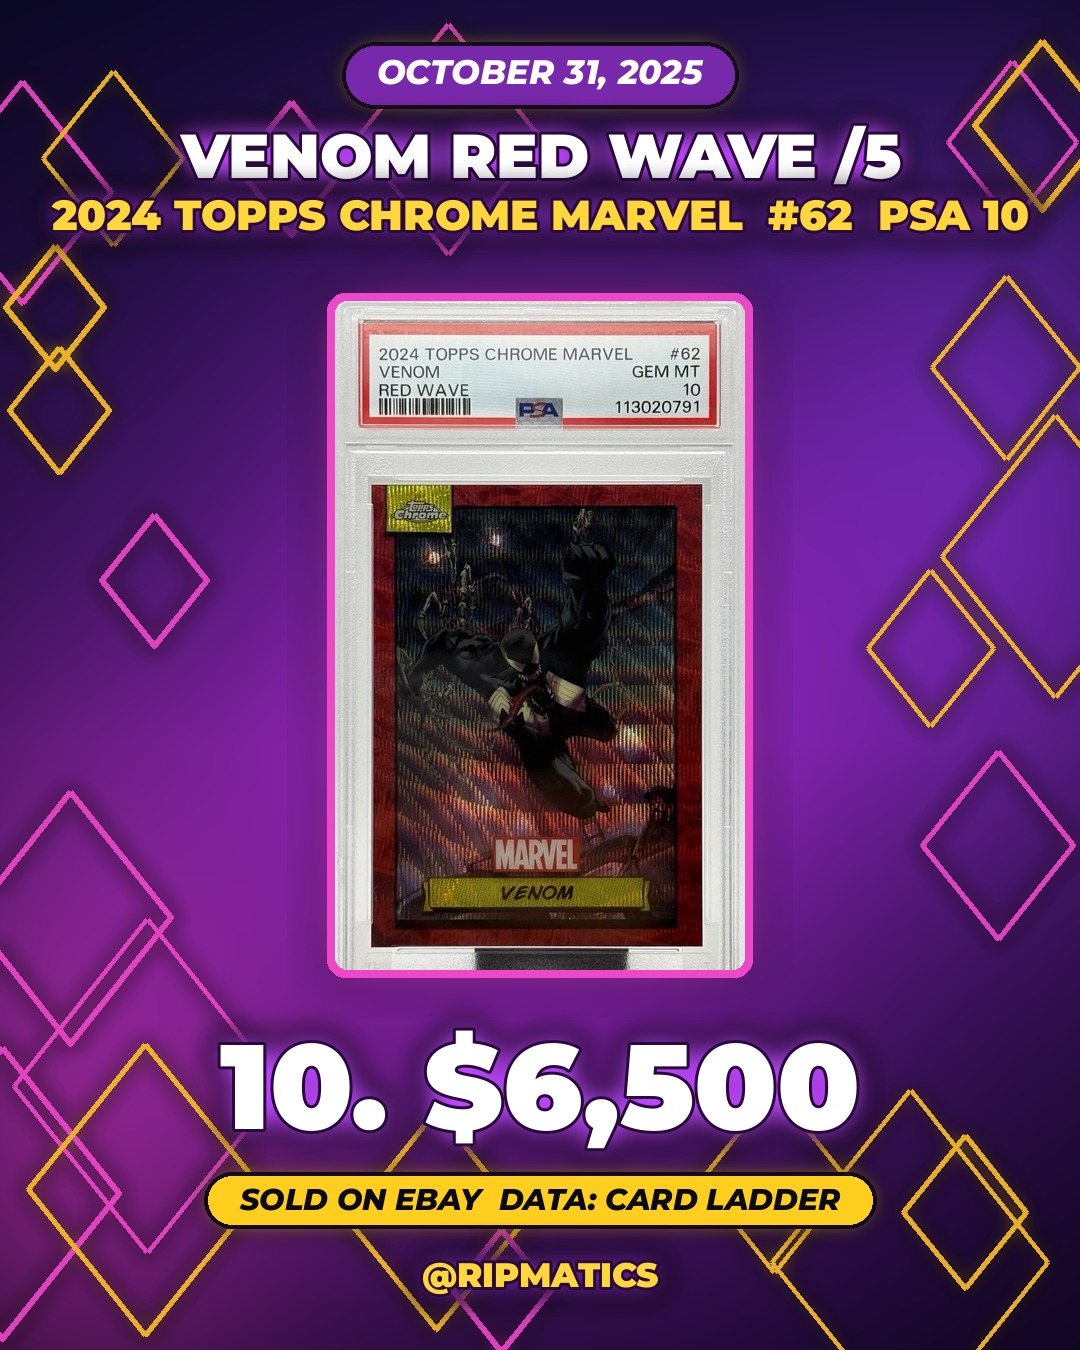 OCTOBER 31, 2025
VENOM RED WAVE /5
2024 TOPPS CHROME MARVEL #62 PSA 10
2024 TOPPS CHROME MARVEL #62
VENOM GEM MT
RED WAVE 10
PSA 113020791
Topps Chrome
MARVEL
VENOM
10. $6,500
SOLD ON EBAY DATA: CARD LADDER
@RIPMATICS